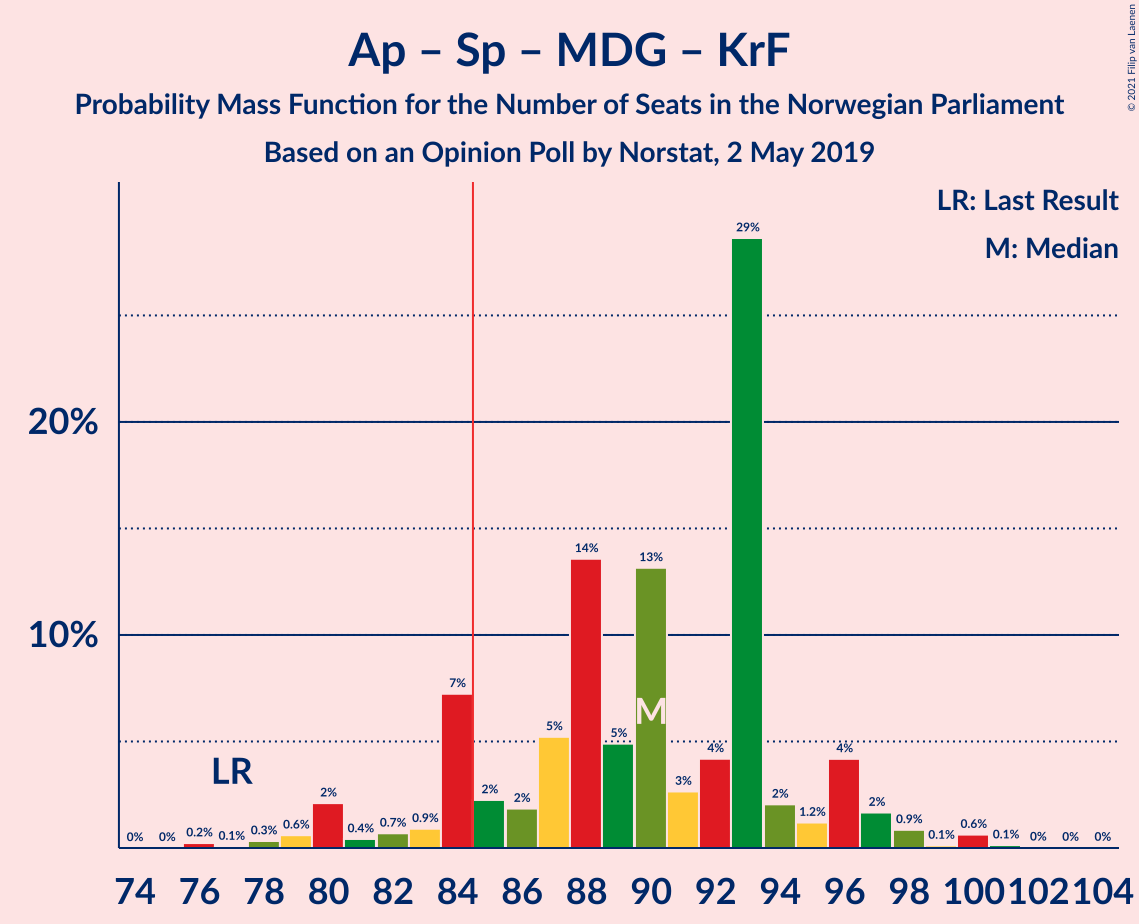 Ap – Sp – MDG – KrF
Probability Mass Function for the Number of Seats in the Norwegian Parliament
Based on an Opinion Poll by Norstat, 2 May 2019
© 2021 Filip van Laenen
LR: Last Result
M: Median
20%
10%
LR
M
0% 0% 0.2% 0.1% 0.3% 0.6% 2% 0.4% 0.7% 0.9% 7% 2% 2% 5% 14% 5% 13% 3% 4% 29% 2% 1.2% 4% 2% 0.9% 0.1% 0.6% 0.1% 0% 0% 0%
74 76 78 80 82 84 86 88 90 92 94 96 98 100 102 104